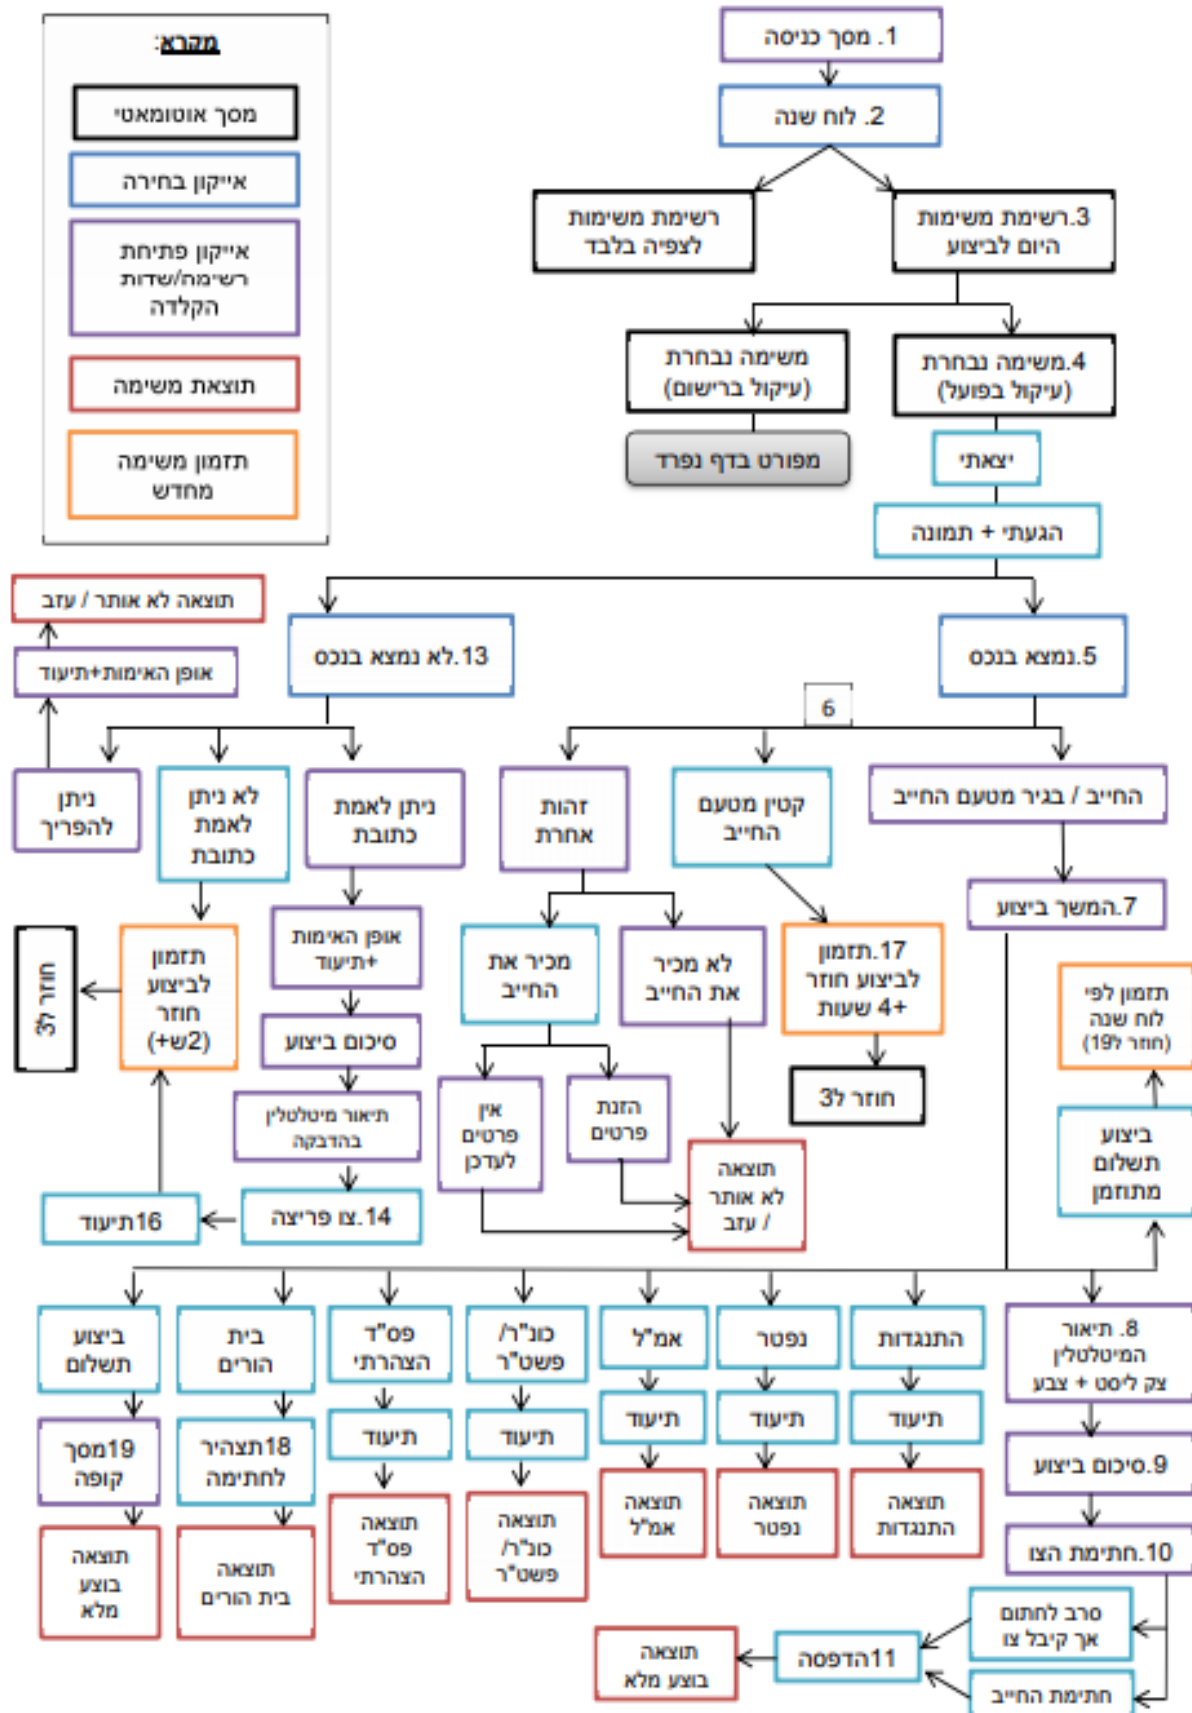 מקרא:
מסך אוטומאטי
אייקון בחירה
אייקון פתיחת
רשימה/שדות
הקלדה
תוצאת משימה
תזמון משימה
מחדש
1. מסך כניסה
2. לוח שנה
3.רשימת משימות
היום לביצוע
רשימת משימות
לצפיה בלבד
4.משימה נבחרת
(עיקול בפועל)
משימה נבחרת
(עיקול ברישום)
מפורט בדף נפרד
יצאתי
הגעתי + תמונה
5.נמצא בנכס
13.לא נמצא בנכס
תוצאה לא אותר / עזב
אופן האימות+תיעוד
6
החייב / בגיר מטעם החייב
קטין מטעם
החייב
זהות
אחרת
ניתן לאמת
כתובת
לא ניתן
לאמת
כתובת
ניתן
להפריך
7.המשך ביצוע
17.תזמון
לביצוע חוזר
+4 שעות
חוזר ל3
לא מכיר
את החייב
מכיר את
החייב
הזנת
פרטים
אין
פרטים
לעדכן
תוצאה
לא אותר
/ עזב
אופן האימות
+תיעוד
סיכום ביצוע
תיאור מיטלטלין
בהדבקה
14.צו פריצה
16תיעוד
תזמון
לביצוע
חוזר
(2ש+)
חוזר ל3
תזמון לפי
לוח שנה
(חוזר ל19)
ביצוע
תשלום
מתוזמן
8. תיאור
המיטלטלין
צק ליסט + צבע
9.סיכום ביצוע
10.חתימת הצו
סרב לחתום
אך קיבל צו
חתימת החייב
11הדפסה
תוצאה
בוצע מלא
התנגדות
תיעוד
תוצאה
התנגדות
נפטר
תיעוד
תוצאה
נפטר
אמ"ל
תיעוד
תוצאה
אמ"ל
כונ"ר/
פשט"ר
תיעוד
תוצאה
כונ"ר/
פשט"ר
פס"ד
הצהרתי
תיעוד
תוצאה
פס"ד
הצהרתי
בית
הורים
18תצהיר
לחתימה
תוצאה
בית הורים
ביצוע
תשלום
19מסך
קופה
תוצאה
בוצע
מלא